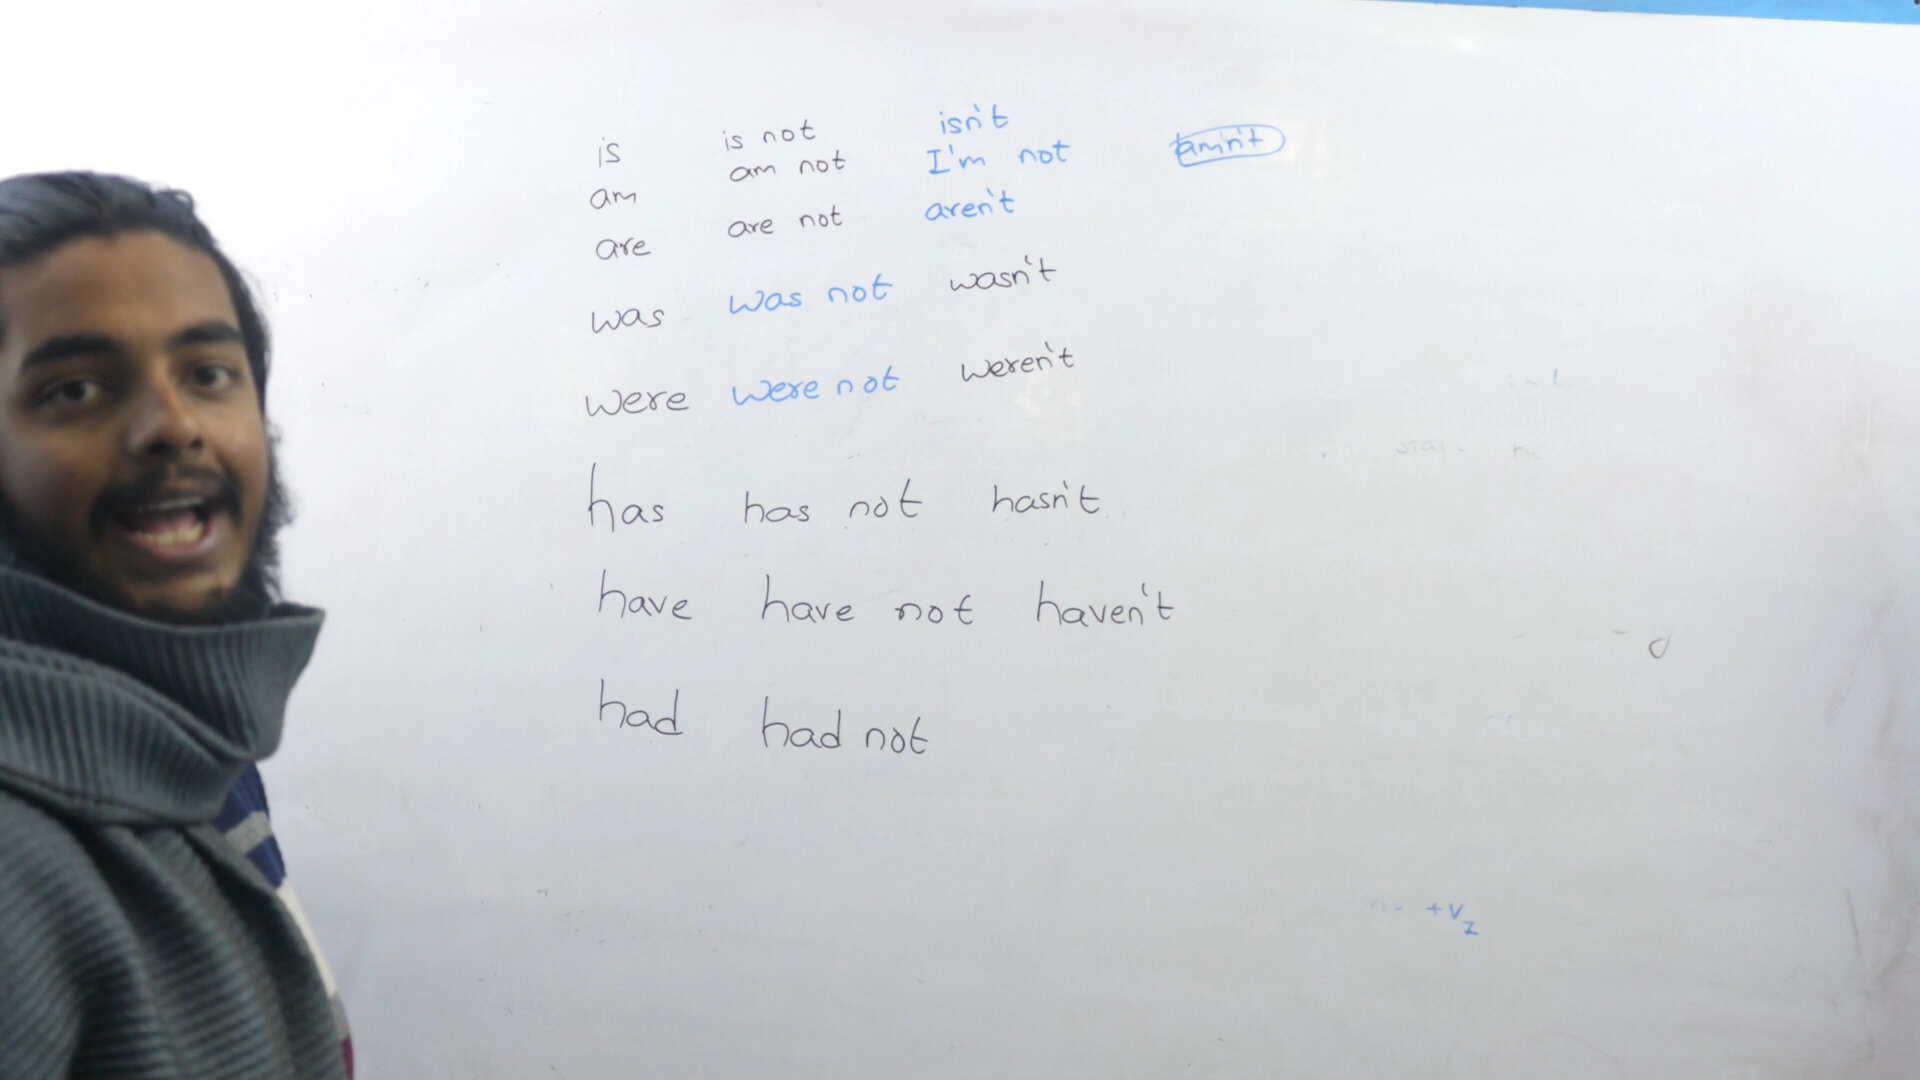 is is not isn't
am am not I'm not amn't
are are not aren't
was was not wasn't
were were not weren't
has has not hasn't
have have not haven't
had had not
+V2